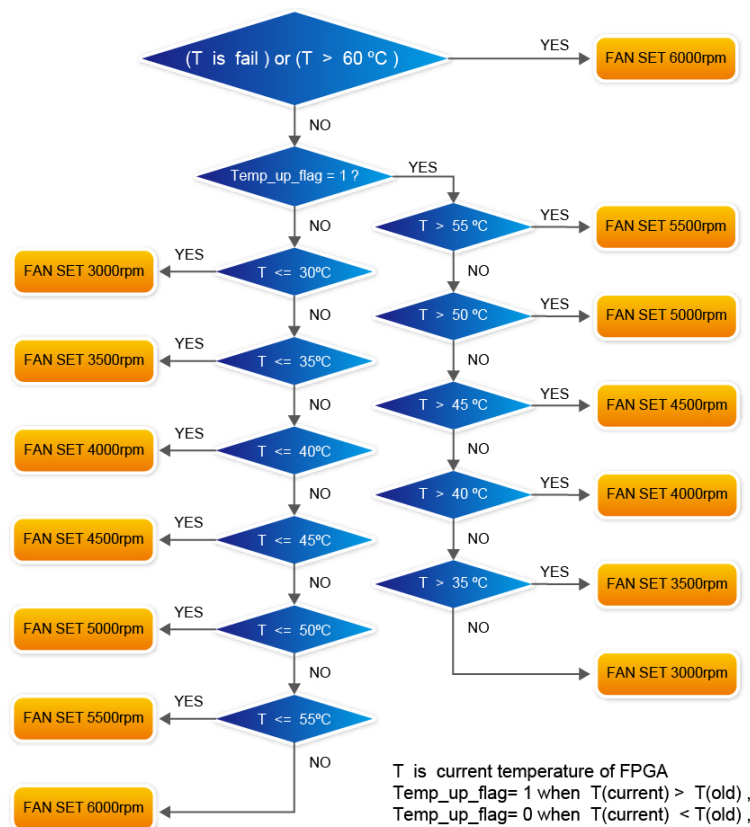 (T is fail ) or (T > 60 ºC )
YES
FAN SET 6000rpm
NO
Temp_up_flag = 1 ?
YES
NO
T > 55 ºC
YES
FAN SET 5500rpm
NO
FAN SET 3000rpm
YES
T <= 30ºC
NO
T > 50 ºC
YES
FAN SET 5000rpm
NO
FAN SET 3500rpm
YES
T <= 35ºC
NO
T > 45 ºC
YES
FAN SET 4500rpm
NO
FAN SET 4000rpm
YES
T <= 40ºC
NO
T > 40 ºC
YES
FAN SET 4000rpm
NO
FAN SET 4500rpm
YES
T <= 45ºC
NO
T > 35 ºC
YES
FAN SET 3500rpm
NO
FAN SET 3000rpm
FAN SET 5000rpm
YES
T <= 50ºC
NO
FAN SET 5500rpm
YES
T <= 55ºC
NO
FAN SET 6000rpm
T is current temperature of FPGA
Temp_up_flag= 1 when T(current) > T(old) ,
Temp_up_flag= 0 when T(current) < T(old) ,